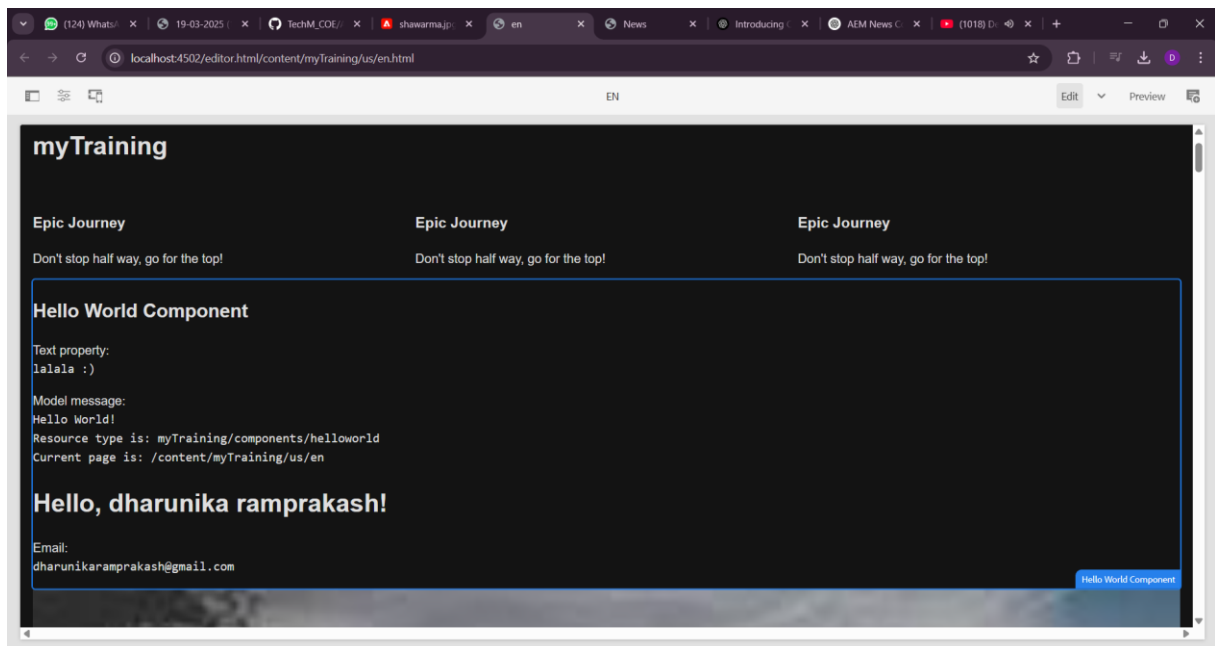 (124) WhatsA
19-03-2025 (
TechM_COE/
shawarma.jpg
en
News
Introducing C
AEM News C
(1018) De
localhost:4502/editor.html/content/myTraining/us/en.html
D
EN
Edit
Preview
myTraining
Epic Journey
Don't stop half way, go for the top!
Epic Journey
Don't stop half way, go for the top!
Epic Journey
Don't stop half way, go for the top!
Hello World Component
Text property:
lalala :)
Model message:
Hello World!
Resource type is: myTraining/components/helloworld
Current page is: /content/myTraining/us/en
Hello, dharunika ramprakash!
Email:
dharunikaramprakash@gmail.com
Hello World Component